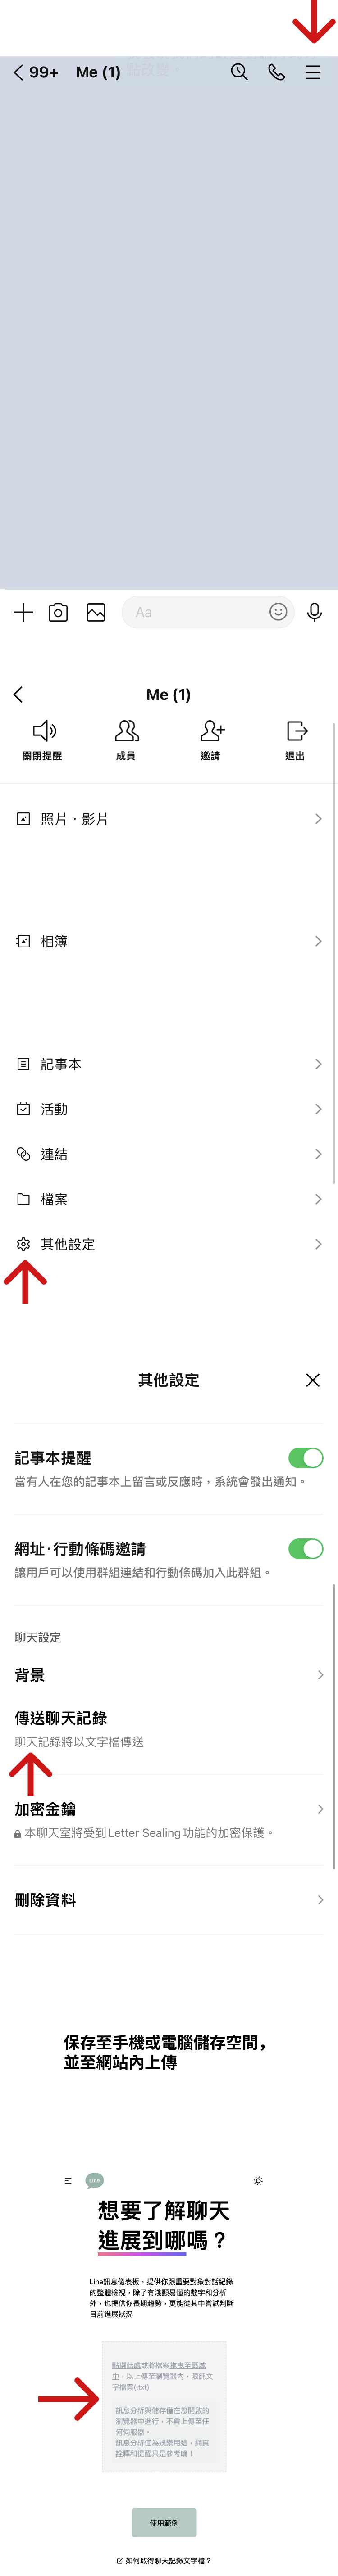 99+ Me (1)
點改變。
Aa
Me (1)
關閉提醒 成員 邀請 退出
照片・影片
相簿
記事本
活動
連結
檔案
其他設定
其他設定
記事本提醒
當有人在您的記事本上留言或反應時，系統會發出通知。
網址·行動條碼邀請
讓用戶可以使用群組連結和行動條碼加入此群組。
聊天設定
背景
傳送聊天記錄
聊天記錄將以文字檔傳送
加密金鑰
本聊天室將受到Letter Sealing功能的加密保護。
刪除資料
保存至手機或電腦儲存空間，
並至網站內上傳
Line
想要了解聊天
進展到哪嗎？
Line訊息儀表板，提供你跟重要對象對話紀錄
的整體檢視，除了有淺顯易懂的數字和分析
外，也提供你長期趨勢，更能從其中嘗試判斷
目前進展狀況
點選此處或將檔案拖曳至區域
中，以上傳至瀏覽器內，限純文
字檔案(.txt)
訊息分析與儲存僅在您開啟的
瀏覽器中進行，不會上傳至任
何伺服器。
訊息分析僅為娛樂用途，網頁
詮釋和提醒只是參考唷！
使用範例
如何取得聊天記錄文字檔？